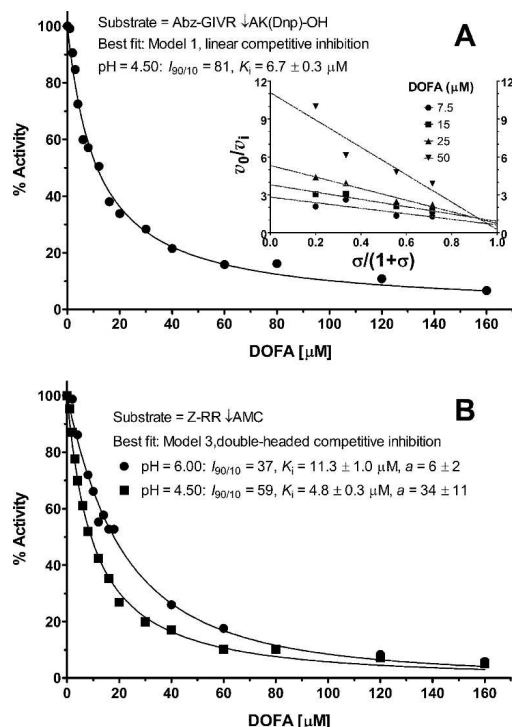 A
Substrate = Abz-GIVR ↓AK(Dnp)-OH
Best fit: Model 1, linear competitive inhibition
pH = 4.50: I90/10 = 81, Ki = 6.7 ± 0.3 µM
% Activity
100
80
60
40
20
0
0 20 40 60 80 100 120 140 160
DOFA [µM]
v0/vi
12
9
6
3
0
12
9
6
3
0
DOFA (µM)
7.5
15
25
50
0.0 0.2 0.4 0.6 0.8 1.0
σ/(1+σ)
B
Substrate = Z-RR ↓AMC
Best fit: Model 3,double-headed competitive inhibition
pH = 6.00: I90/10 = 37, Ki = 11.3 ± 1.0 µM, a = 6 ± 2
pH = 4.50: I90/10 = 59, Ki = 4.8 ± 0.3 µM, a = 34 ± 11
% Activity
100
80
60
40
20
0
0 20 40 60 80 100 120 140 160
DOFA [µM]